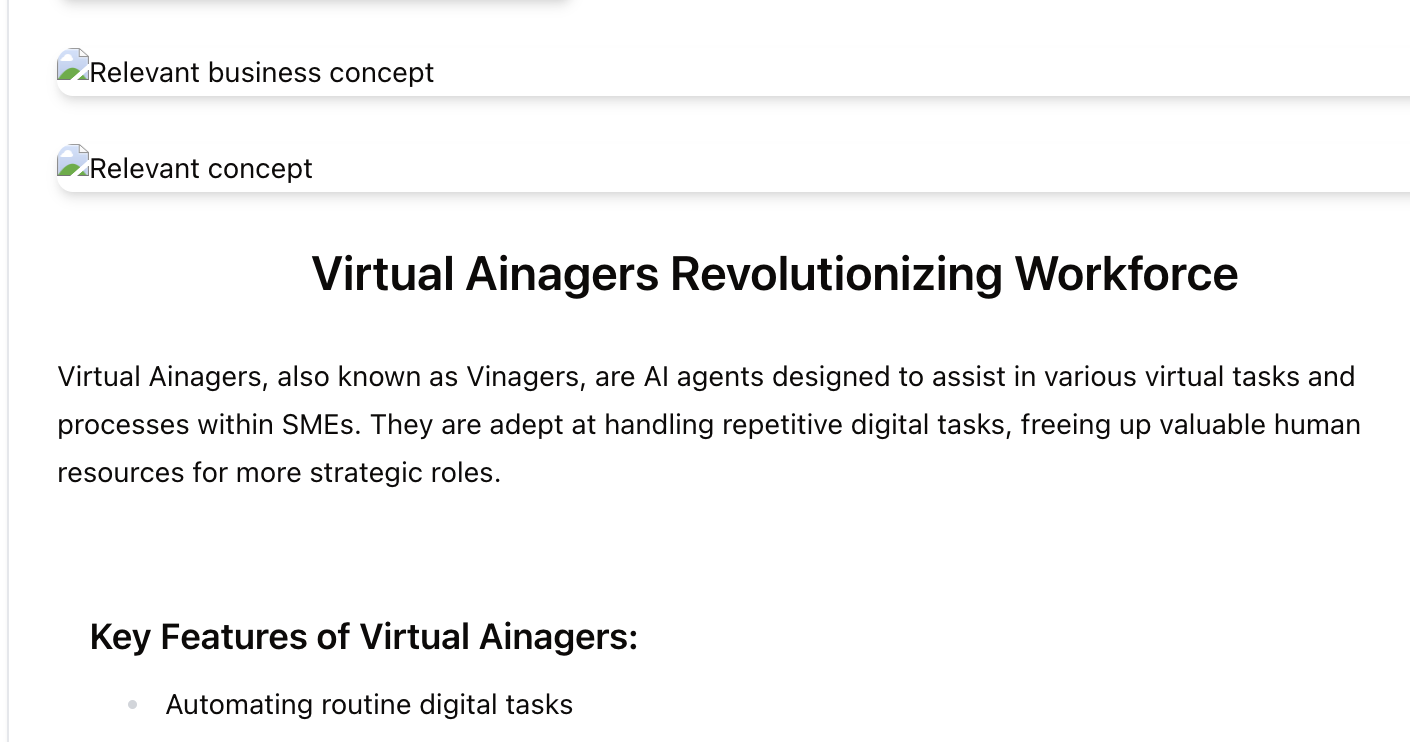 Relevant business concept
Relevant concept
Virtual Ainagers Revolutionizing Workforce
Virtual Ainagers, also known as Vinagers, are AI agents designed to assist in various virtual tasks and
processes within SMEs. They are adept at handling repetitive digital tasks, freeing up valuable human
resources for more strategic roles.
Key Features of Virtual Ainagers:
Automating routine digital tasks